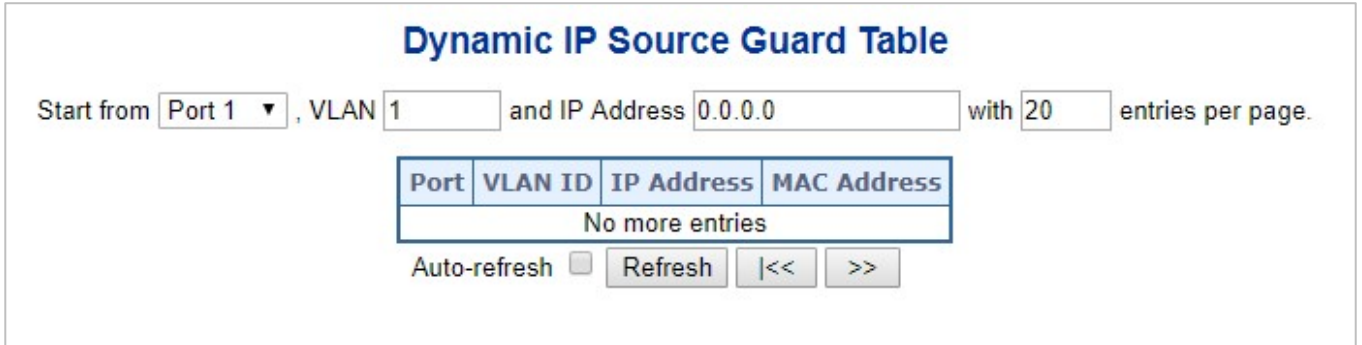 Dynamic IP Source Guard Table
Start from Port 1 ▼ , VLAN 1 and IP Address 0.0.0.0 with 20 entries per page.
Port VLAN ID IP Address MAC Address
No more entries
Auto-refresh Refresh |<< >>